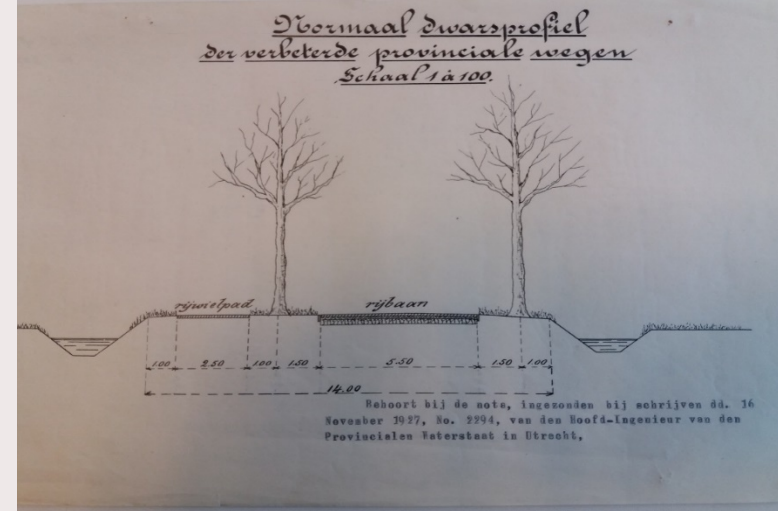 Normaal dwarsprofiel
der verbeterde provinciale wegen
Schaal 1 à 100.
rijwielpad
rijbaan
1.00 2.50 1.00 1.50 5.50 1.50 1.00
14.00
Behoort bij de nota, ingezonden bij schrijven dd. 16
November 1927, No. 2294, van den Hoofd-Ingenieur van den
Provincialen Waterstaat in Utrecht,